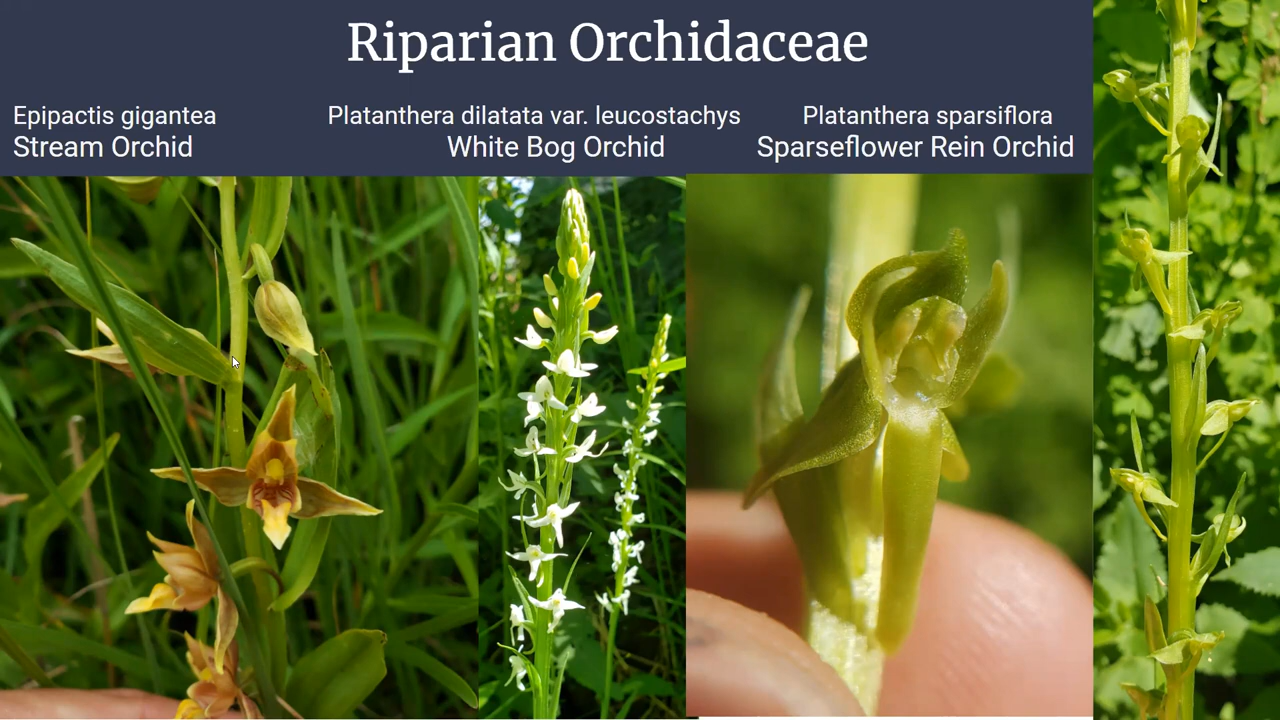 Riparian Orchidaceae
Epipactis gigantea
Stream Orchid
Platanthera dilatata var. leucostachys
White Bog Orchid
Platanthera sparsiflora
Sparseflower Rein Orchid